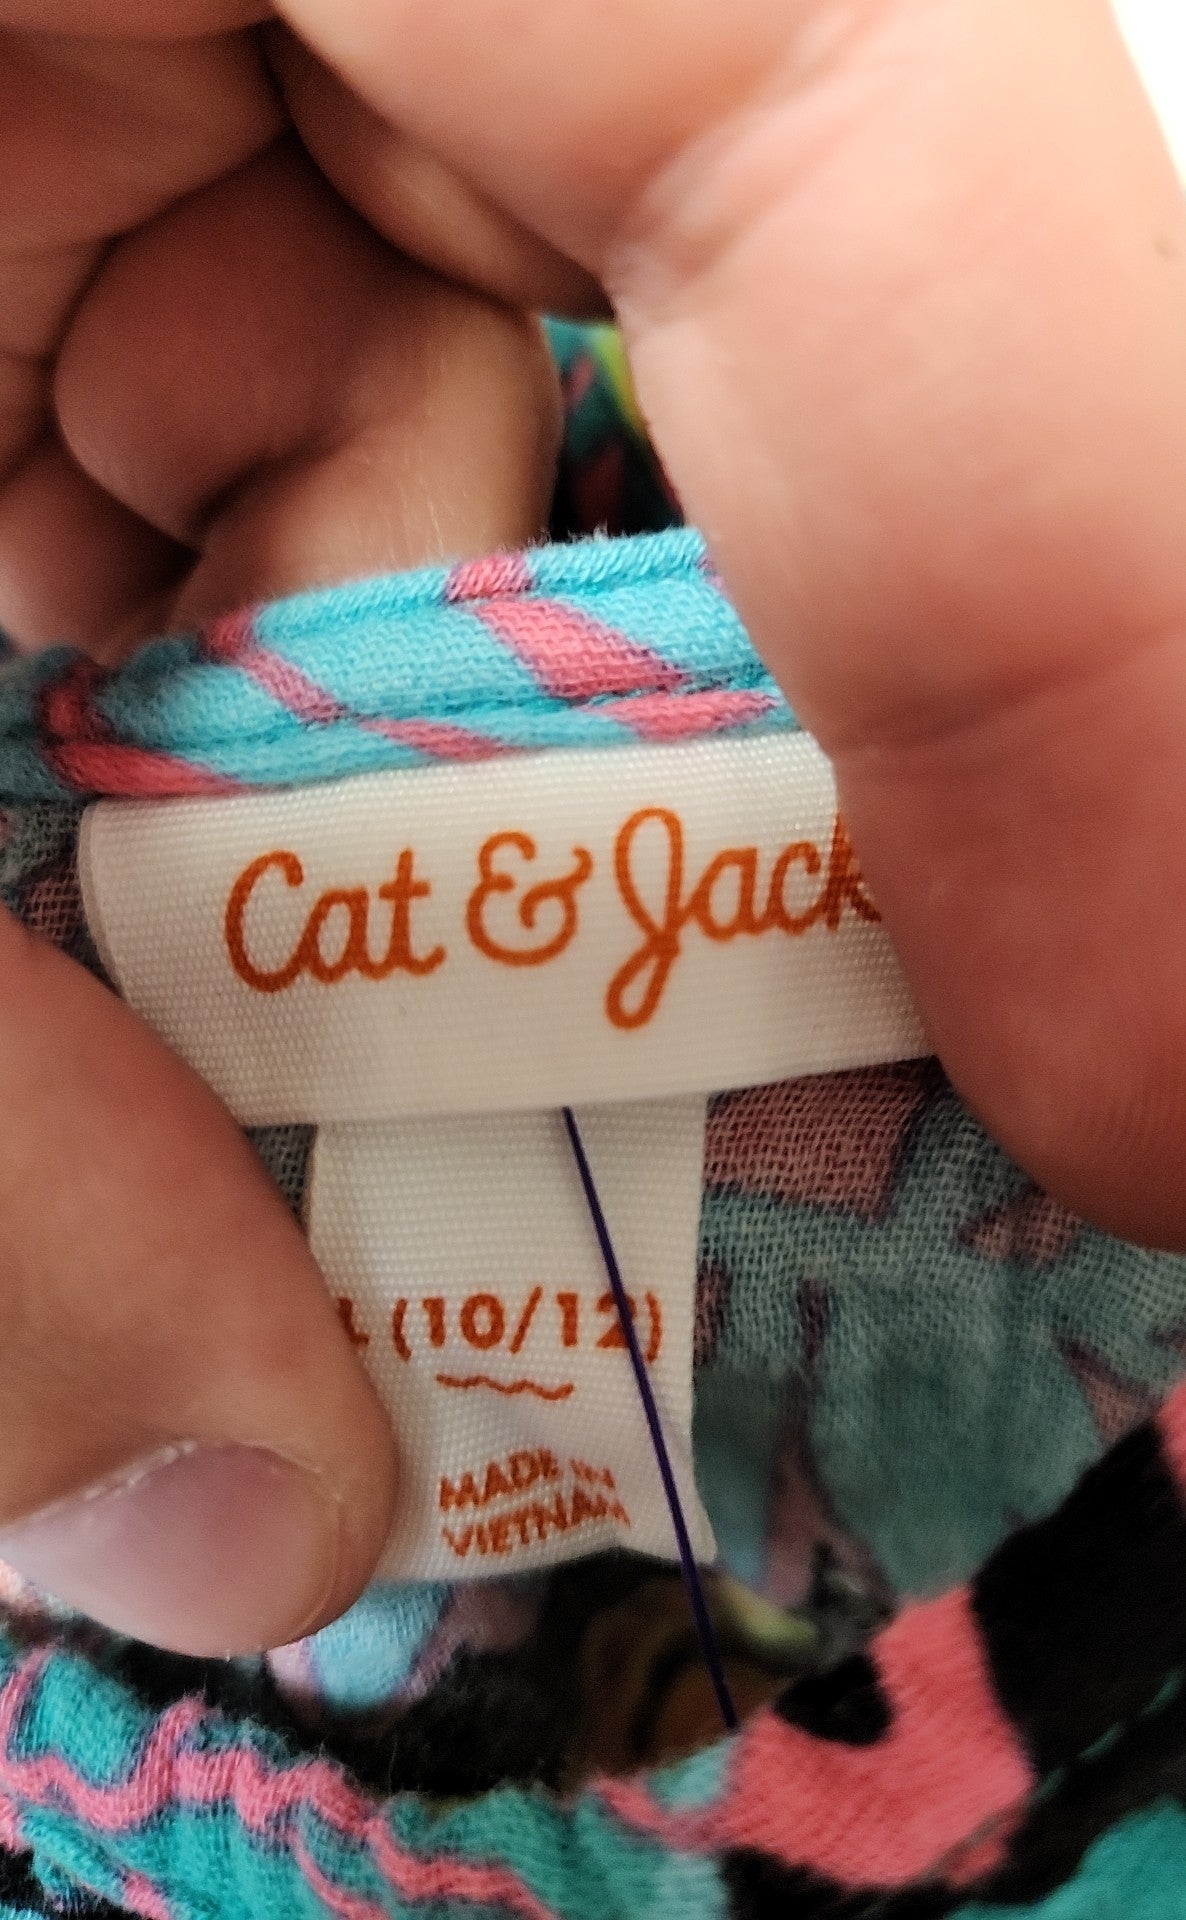 Cat & Jack
L (10/12)
MADE IN
VIETNAM